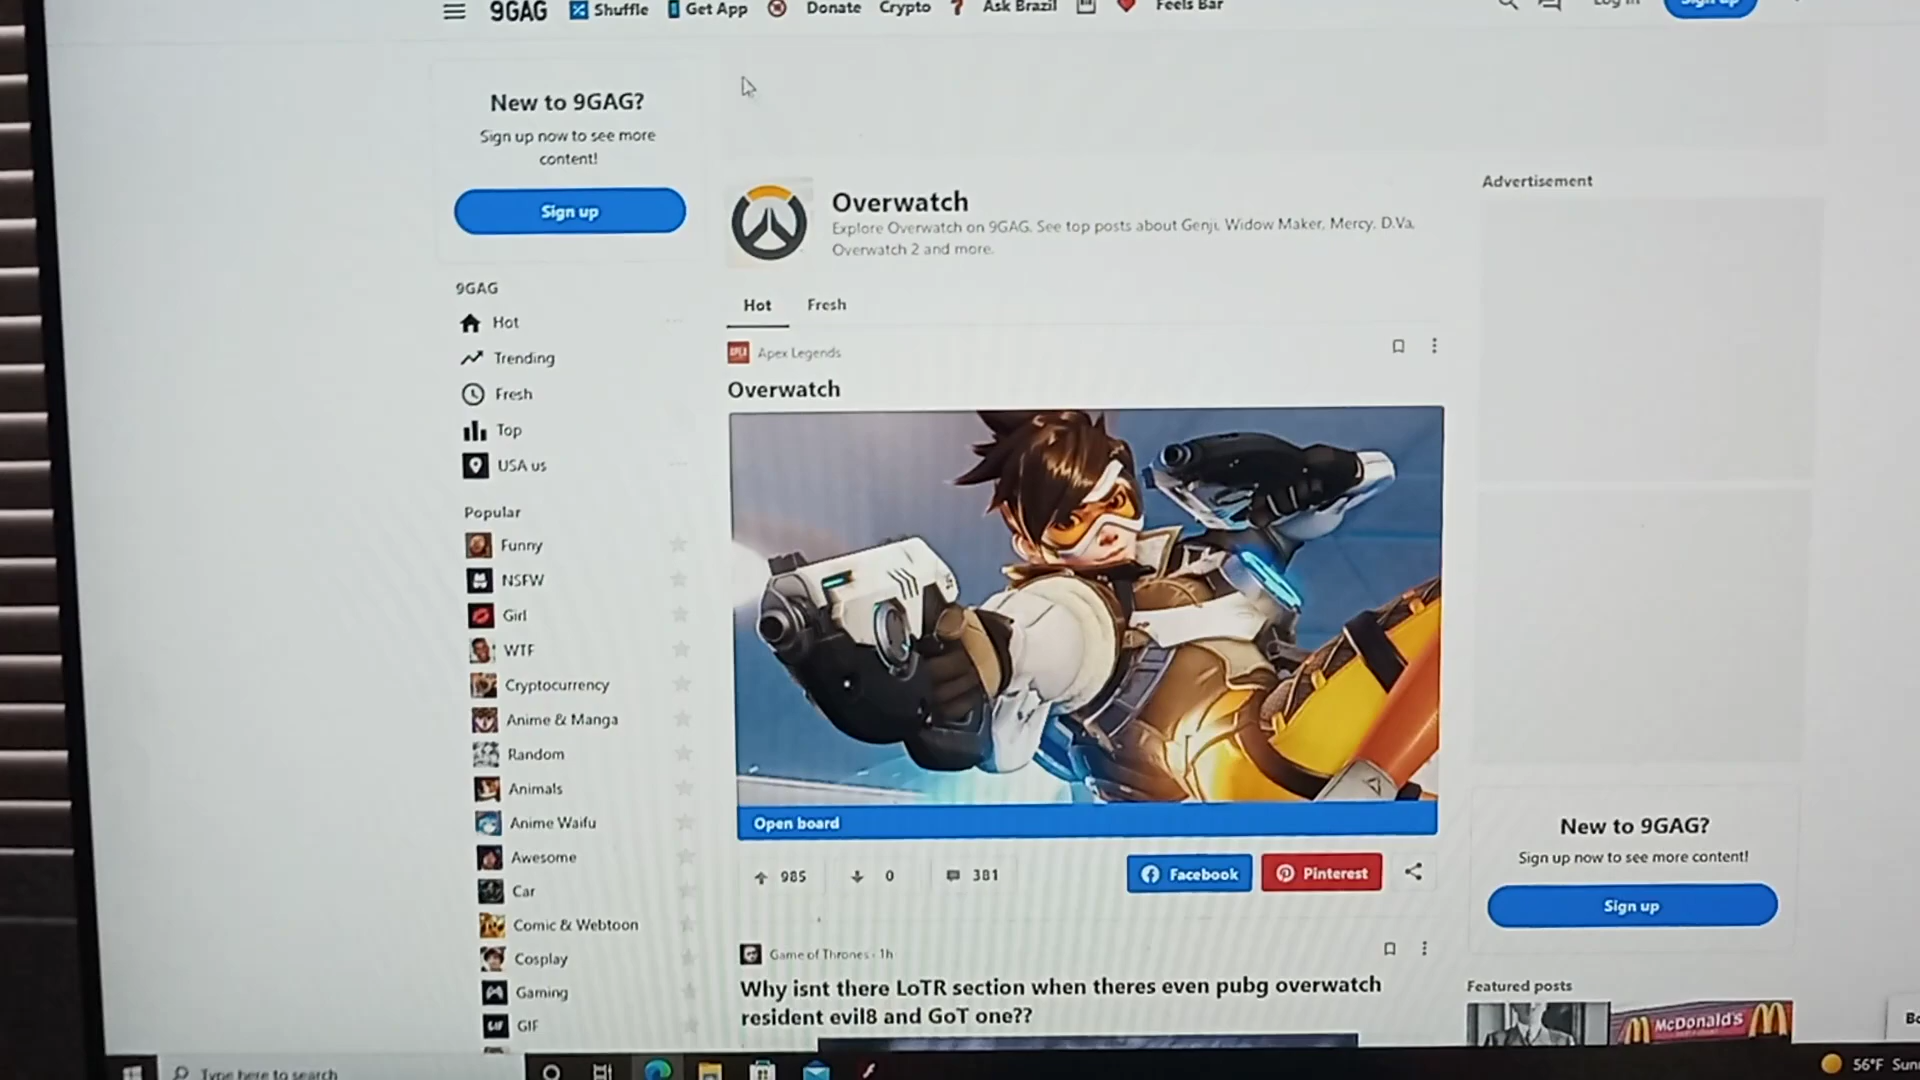 9GAG Shuffle Get App Donate Crypto ? Ask Brazil Feels Bar
New to 9GAG?
Sign up now to see more
content!
Sign up
9GAG
Hot
Trending
Fresh
Top
USA us
Popular
Funny
NSFW
Girl
WTF
Cryptocurrency
Anime & Manga
Random
Animals
Anime Waifu
Awesome
Car
Comic & Webtoon
Cosplay
Gaming
GIF
Overwatch
Explore Overwatch on 9GAG. See top posts about Genji, Widow Maker, Mercy, D.Va,
Overwatch 2 and more.
Hot Fresh
Apex Legends
Overwatch
Open board
985 0 381 Facebook Pinterest
Game of Thrones · 1h
Why isnt there LoTR section when theres even pubg overwatch
resident evil8 and GoT one??
Advertisement
New to 9GAG?
Sign up now to see more content!
Sign up
Featured posts
McDonald's
Type here to search
56°F